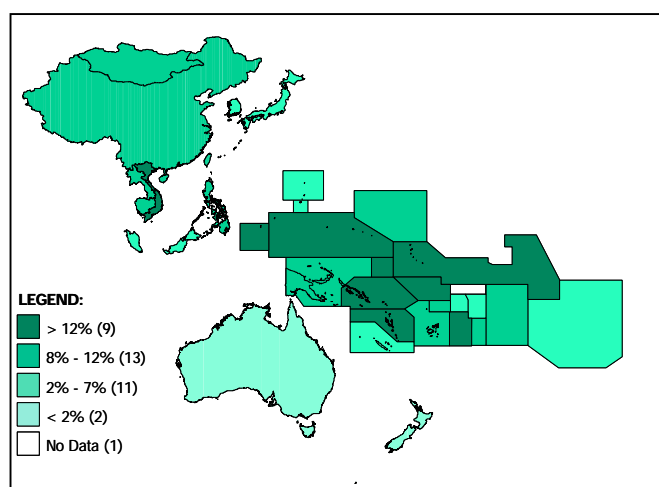 LEGEND:
> 12% (9)
8% - 12% (13)
2% - 7% (11)
< 2% (2)
No Data (1)